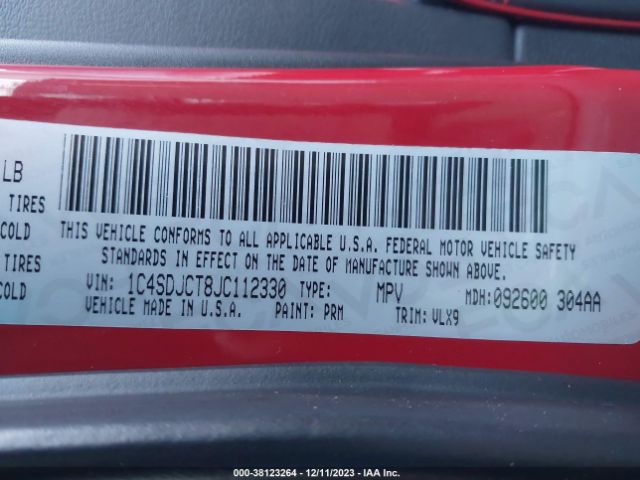 LB
TIRES
COLD
TIRES
COLD
THIS VEHICLE CONFORMS TO ALL APPLICABLE U.S.A. FEDERAL MOTOR VEHICLE SAFETY
STANDARDS IN EFFECT ON THE DATE OF MANUFACTURE SHOWN ABOVE.
VIN: 1C4SDJCT8JC112330 TYPE: MPV MDH:092600 304AA
VEHICLE MADE IN U.S.A. PAINT: PRM TRIM: VLX9
000-38123264 - 12/11/2023 - IAA Inc.